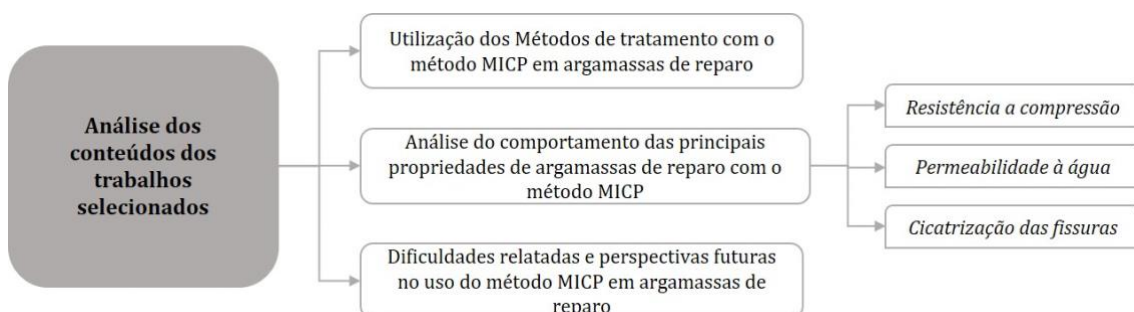 Análise dos
conteúdos dos
trabalhos
selecionados
Utilização dos Métodos de tratamento com o
método MICP em argamassas de reparo
Análise do comportamento das principais
propriedades de argamassas de reparo com o
método MICP
Dificuldades relatadas e perspectivas futuras
no uso do método MICP em argamassas de
reparo
Resistência a compressão
Permeabilidade à água
Cicatrização das fissuras